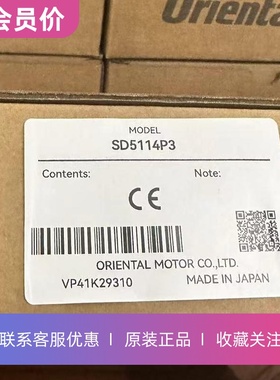 会员价
Oriental
MODEL
SD5114P3
Contents:
Note:
CE
ORIENTAL MOTOR CO.,LTD.
VP41K29310
MADE IN JAPAN
联系客服优惠 | 原装正品 | 收藏关注